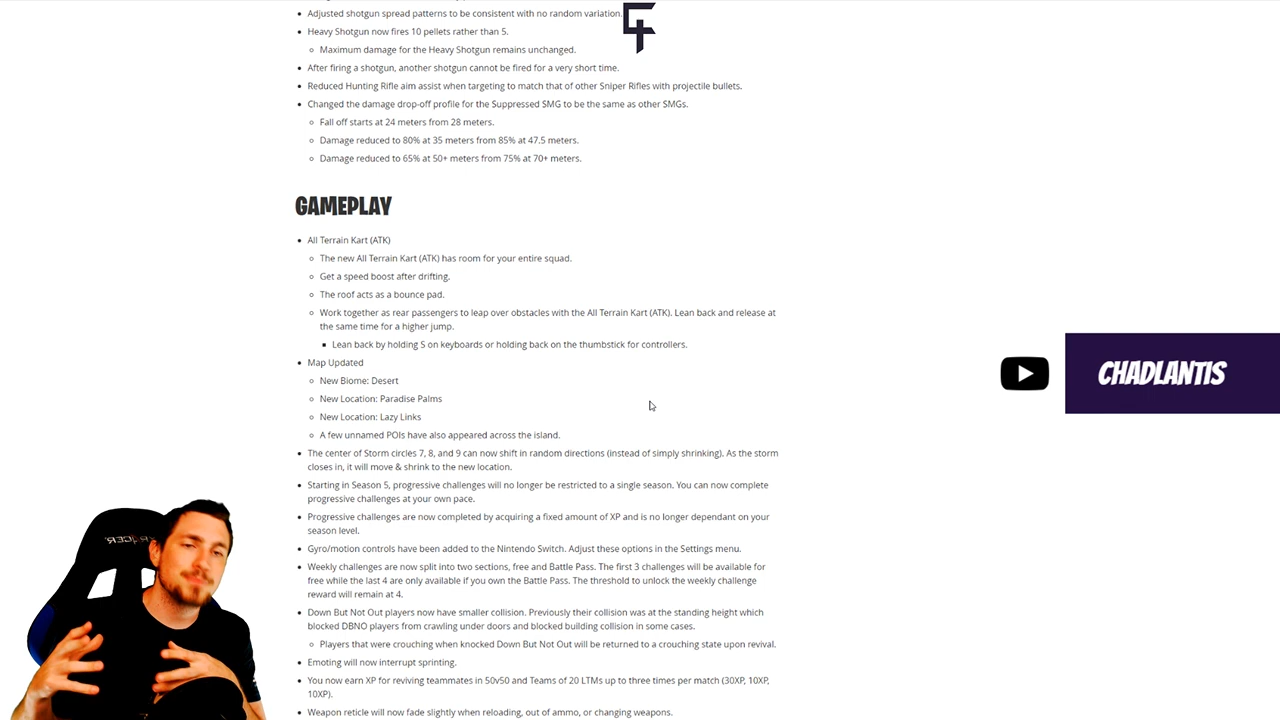 Adjusted shotgun spread patterns to be consistent with no random variation.
Heavy Shotgun now fires 10 pellets rather than 5.
Maximum damage for the Heavy Shotgun remains unchanged.
After firing a shotgun, another shotgun cannot be fired for a very short time.
Reduced Hunting Rifle aim assist when targeting to match that of other Sniper Rifles with projectile bullets.
Changed the damage drop-off profile for the Suppressed SMG to be the same as other SMGs.
Fall off starts at 24 meters from 28 meters.
Damage reduced to 80% at 35 meters from 85% at 47.5 meters.
Damage reduced to 65% at 50+ meters from 75% at 70+ meters.
GAMEPLAY
All Terrain Kart (ATK)
The new All Terrain Kart (ATK) has room for your entire squad.
Get a speed boost after drifting.
The roof acts as a bounce pad.
Work together as rear passengers to leap over obstacles with the All Terrain Kart (ATK). Lean back and release at
the same time for a higher jump.
Lean back by holding S on keyboards or holding back on the thumbstick for controllers.
Map Updated
New Biome: Desert
New Location: Paradise Palms
New Location: Lazy Links
A few unnamed POIs have also appeared across the island.
The center of Storm circles 7, 8, and 9 can now shift in random directions (instead of simply shrinking). As the storm
closes in, it will move & shrink to the new location.
Starting in Season 5, progressive challenges will no longer be restricted to a single season. You can now complete
progressive challenges at your own pace.
Progressive challenges are now completed by acquiring a fixed amount of XP and is no longer dependant on your
season level.
Gyro/motion controls have been added to the Nintendo Switch. Adjust these options in the Settings menu.
Weekly challenges are now split into two sections, free and Battle Pass. The first 3 challenges will be available for
free while the last 4 are only available if you own the Battle Pass. The threshold to unlock the weekly challenge
reward will remain at 4.
Down But Not Out players now have smaller collision. Previously their collision was at the standing height which
blocked DBNO players from crawling under doors and blocked building collision in some cases.
Players that were crouching when knocked Down But Not Out will be returned to a crouching state upon revival.
Emoting will now interrupt sprinting.
You now earn XP for reviving teammates in 50v50 and Teams of 20 LTMs up to three times per match (30XP, 10XP,
10XP).
Weapon reticle will now fade slightly when reloading, out of ammo, or changing weapons.
CHADLANTIS